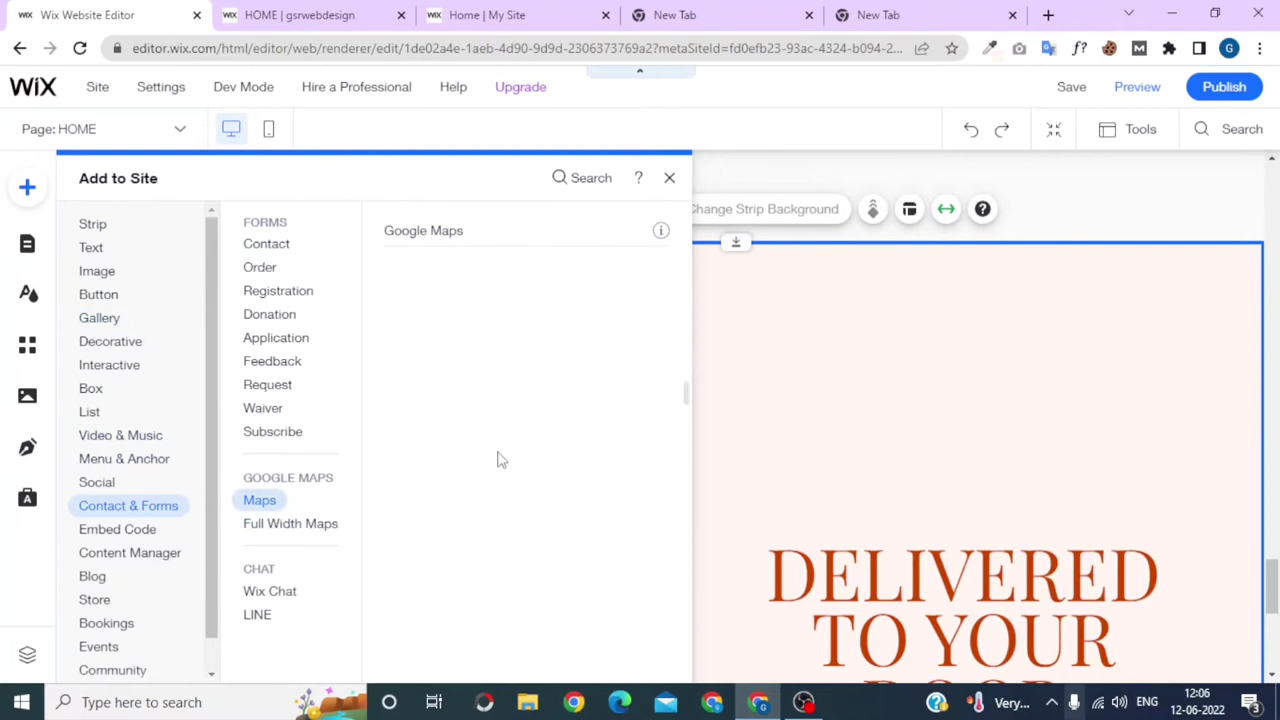 Wix Website Editor
HOME | gsrwebdesign
Home | My Site
New Tab
New Tab
editor.wix.com/html/editor/web/renderer/edit/1de02a4e-1aeb-4d90-9d9d-2306373769a2?metaSiteId=fd0efb23-93ac-4324-b094-2...
WiX
Site
Settings
Dev Mode
Hire a Professional
Help
Upgrade
Save
Preview
Publish
Page: HOME
Tools
Search
Add to Site
Search
Change Strip Background
Strip
Text
Image
Button
Gallery
Decorative
Interactive
Box
List
Video & Music
Menu & Anchor
Social
Contact & Forms
Embed Code
Content Manager
Blog
Store
Bookings
Events
Community
FORMS
Contact
Order
Registration
Donation
Application
Feedback
Request
Waiver
Subscribe
GOOGLE MAPS
Maps
Full Width Maps
CHAT
Wix Chat
LINE
Google Maps
DELIVERED
TO YOUR
Type here to search
Very...
ENG
12:06
12-06-2022
3